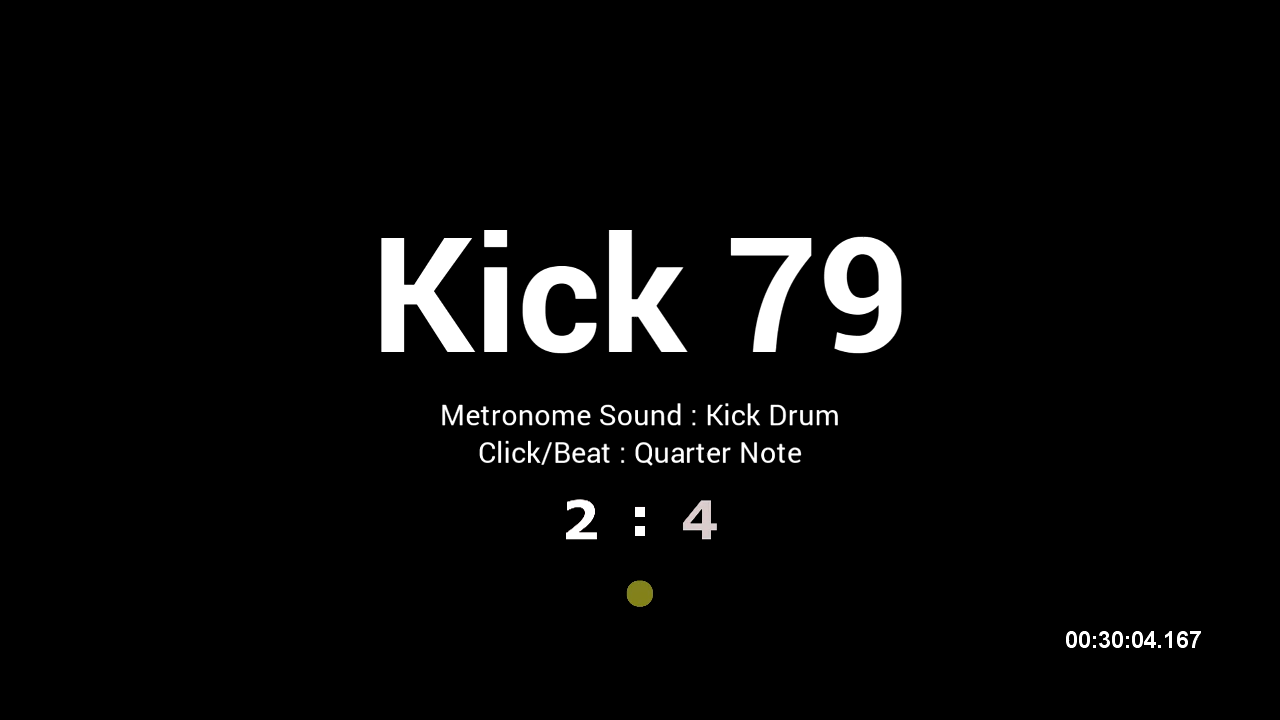 Kick 79
Metronome Sound : Kick Drum
Click/Beat : Quarter Note
2 : 4
00:30:04.167